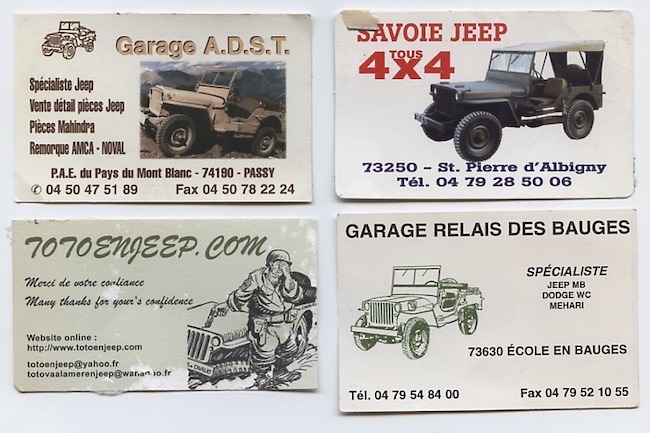 Garage A.D.S.T.
Spécialiste Jeep
Vente détail pièces Jeep
Pièces Mahindra
Remorque AMCA - NOVAL
P.A.E. du Pays du Mont Blanc - 74190 - PASSY
✆ 04 50 47 51 89 Fax 04 50 78 22 24
SAVOIE JEEP
TOUS
4x4
73250 – St. Pierre d'Albigny
Tél. 04 79 28 50 06
TOTOENJEEP.COM
Merci de votre confiance
Many thanks for your's confidence
Website online :
http://www.totoenjeep.com
totoenjeep@yahoo.fr
totovaalamerenjeep@wanadoo.fr
GARAGE RELAIS DES BAUGES
SPÉCIALISTE
JEEP MB
DODGE WC
MEHARI
73630 ÉCOLE EN BAUGES
Tél. 04 79 54 84 00 Fax 04 79 52 10 55